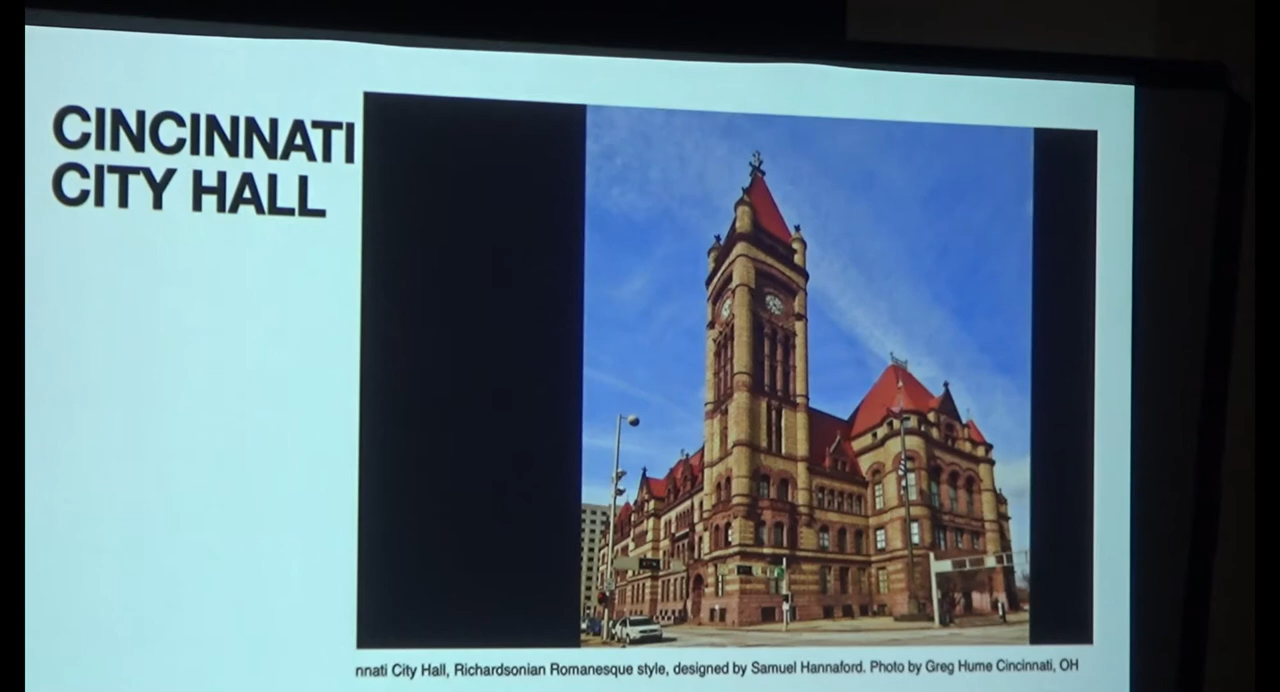 CINCINNATI
CITY HALL
nnati City Hall, Richardsonian Romanesque style, designed by Samuel Hannaford. Photo by Greg Hume Cincinnati, OH